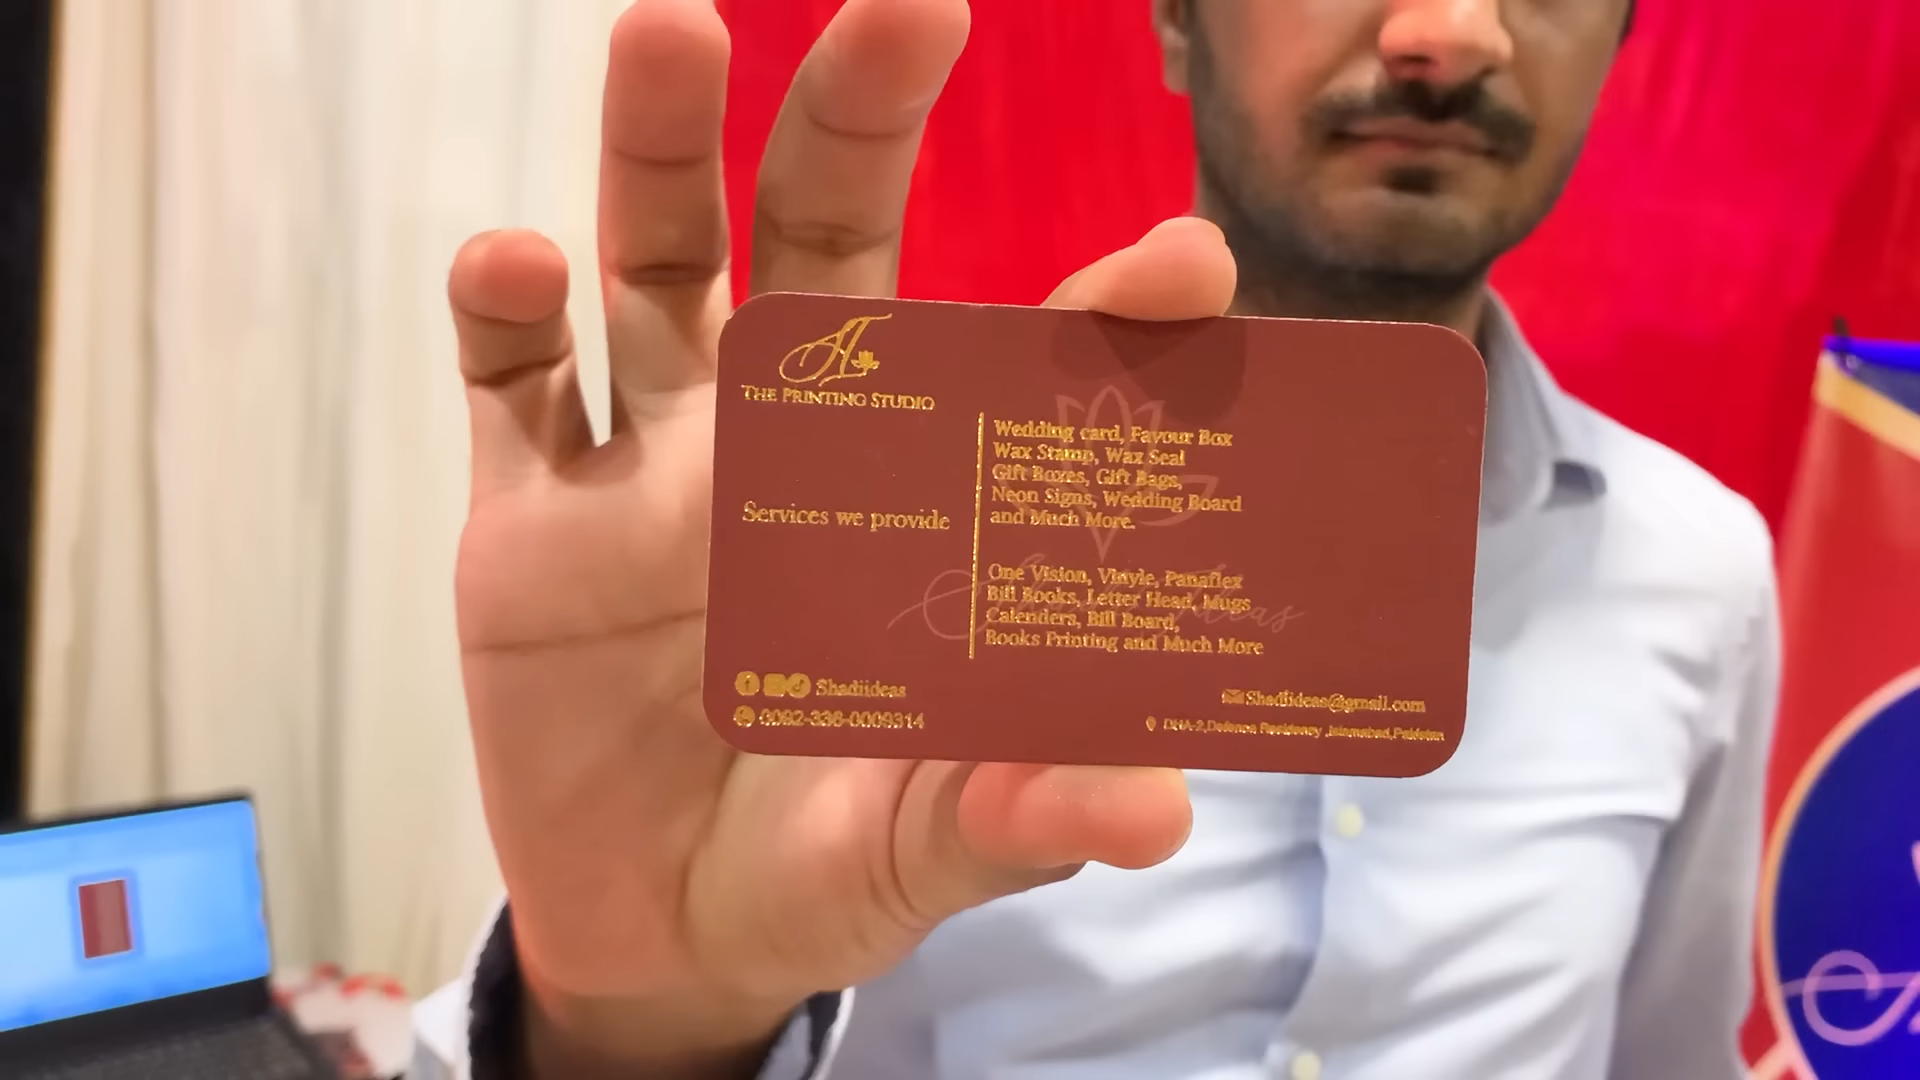 THE PRINTING STUDIO
Services we provide
Wedding card, Favour Box
Wax Stamp, Wax Seal
Gift Boxes, Gift Bags,
Neon Signs, Wedding Board
and Much More.
One Vision, Vinyle, Panaflex
Bill Books, Letter Head, Mugs
Calenders, Bill Board,
Books Printing and Much More
Shadiideas
0092-336-0009314
Shadiideas@gmail.com
DHA-2,Defence Residency ,Islamabad,Pakistan